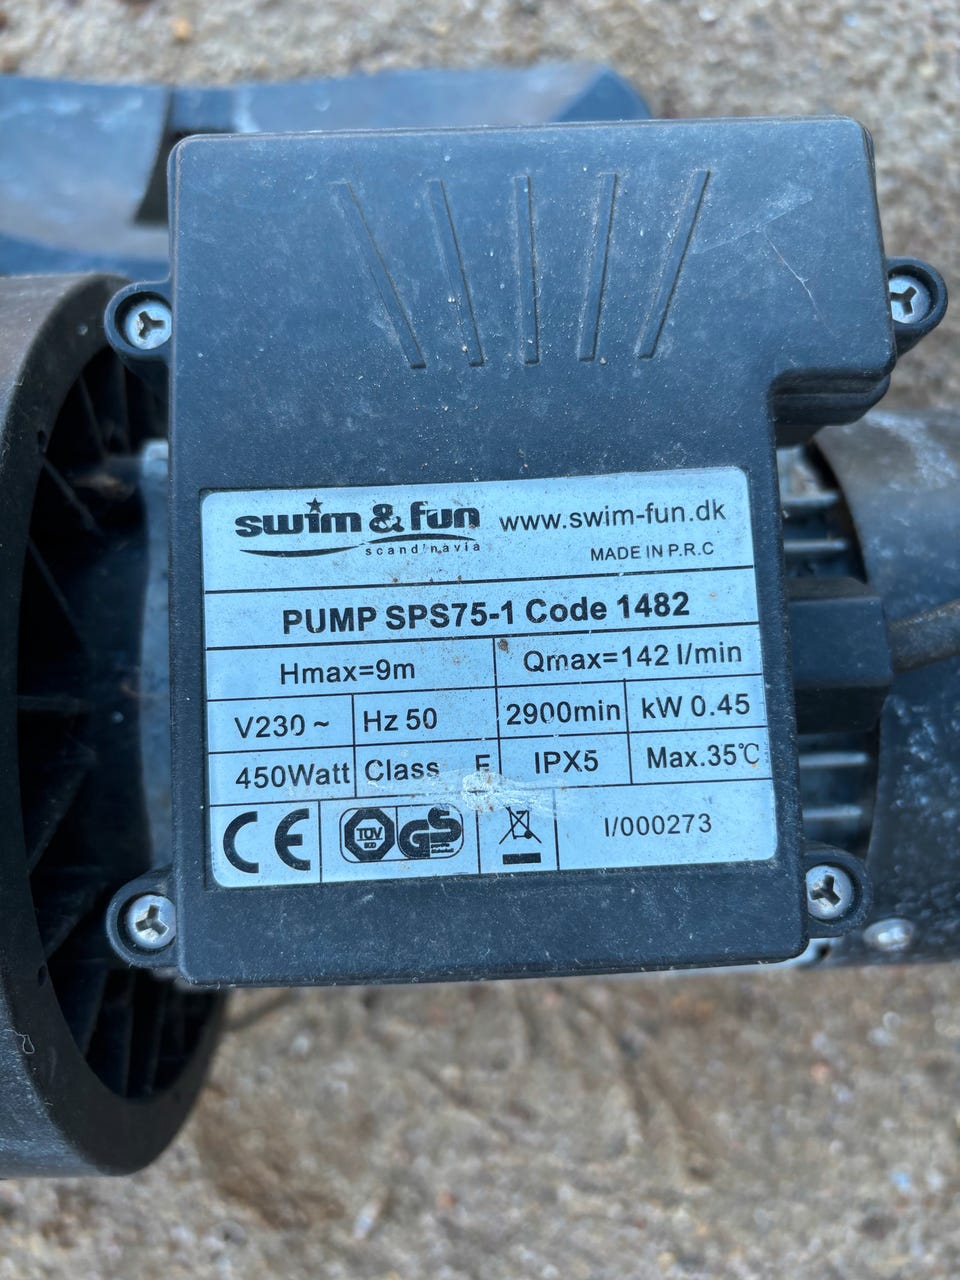 swim & fun
scandinavia
www.swim-fun.dk
MADE IN P.R.C
PUMP SPS75-1 Code 1482
Hmax=9m
Qmax=142 l/min
V230 ~
Hz 50
2900min
kW 0.45
450Watt
Class F
IPX5
Max.35℃
CE
TÜV
GS
I/000273